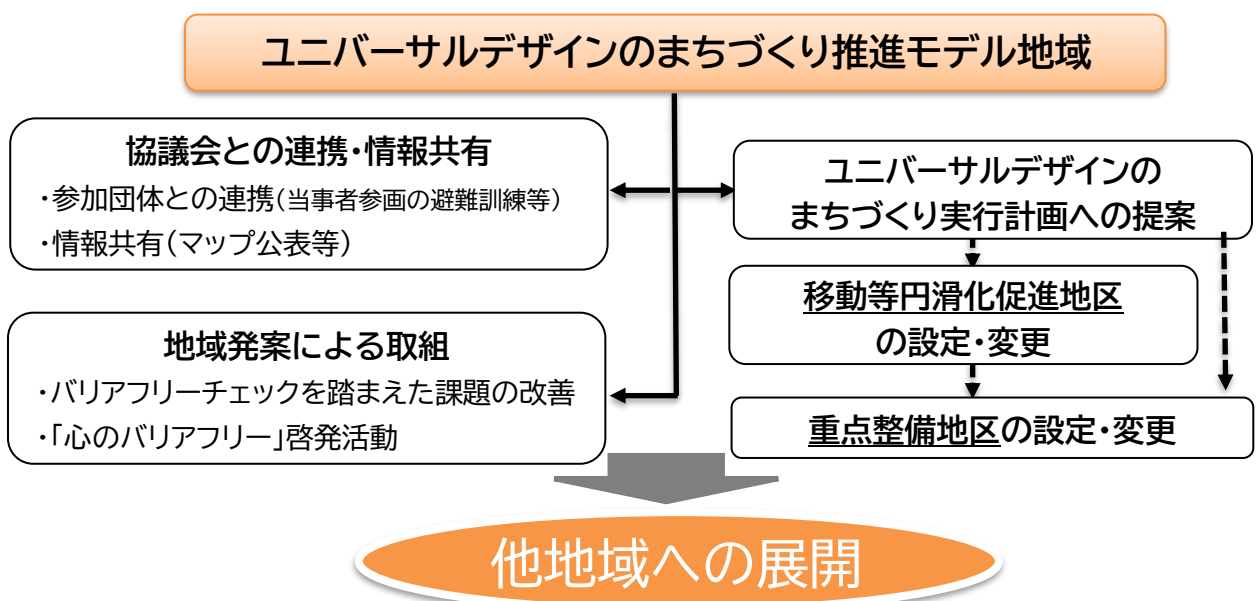 ユニバーサルデザインのまちづくり推進モデル地域
協議会との連携・情報共有
・参加団体との連携(当事者参画の避難訓練等)
・情報共有(マップ公表等)
地域発案による取組
・バリアフリーチェックを踏まえた課題の改善
・「心のバリアフリー」啓発活動
ユニバーサルデザインの
まちづくり実行計画への提案
移動等円滑化促進地区
の設定・変更
重点整備地区の設定・変更
他地域への展開